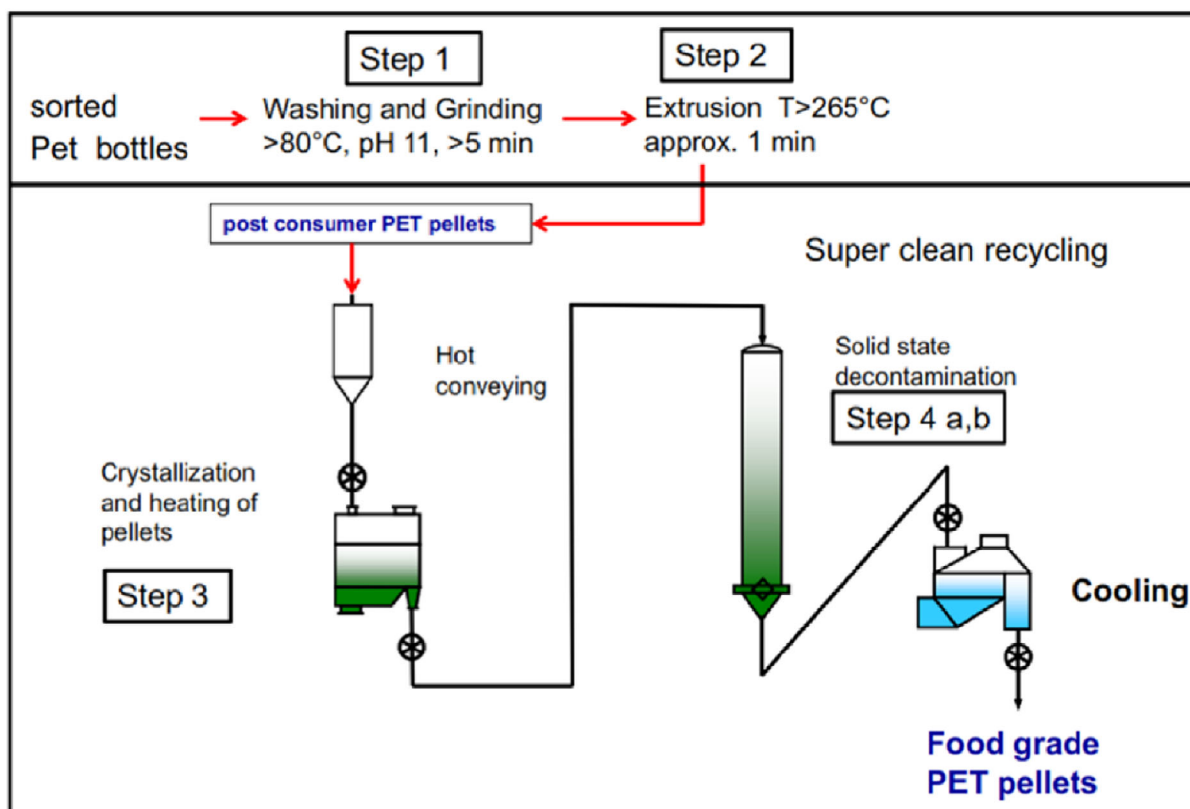 Step 1
Step 2
sorted
Pet bottles
Washing and Grinding
>80°C, pH 11, >5 min
Extrusion T>265°C
approx. 1 min
post consumer PET pellets
Super clean recycling
Hot
conveying
Solid state
decontamination
Step 4 a,b
Crystallization
and heating of
pellets
Step 3
Cooling
Food grade
PET pellets